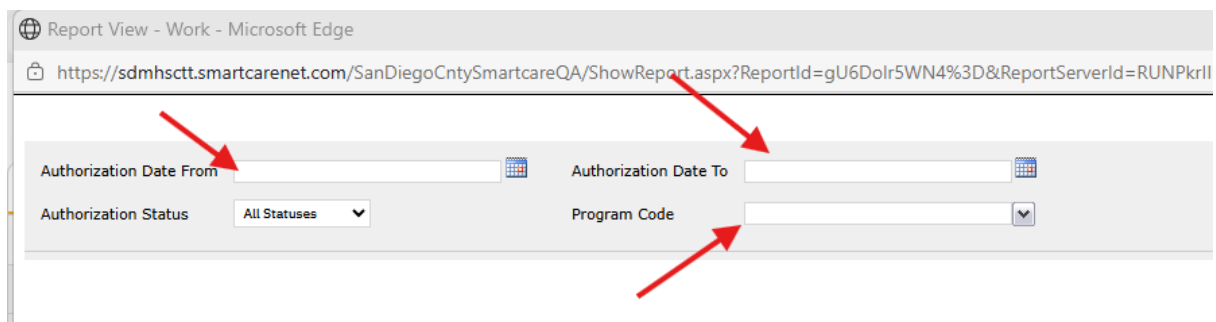 Report View - Work - Microsoft Edge
https://sdmhsctt.smartcarenet.com/SanDiegoCntySmartcareQA/ShowReport.aspx?ReportId=gU6Dolr5WN4%3D&ReportServerId=RUNPkrII
Authorization Date From Authorization Date To
Authorization Status All Statuses Program Code